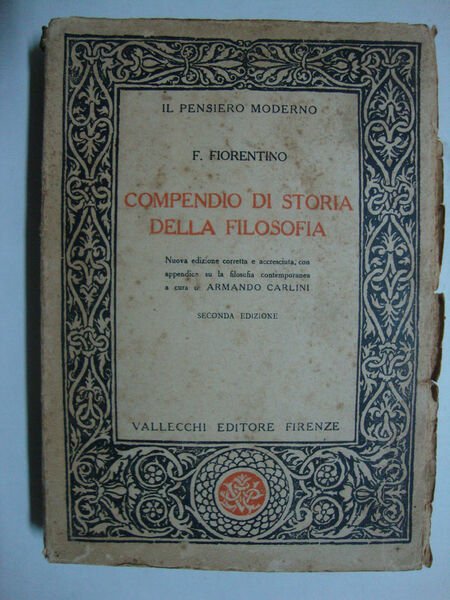 IL PENSIERO MODERNO
F. FIORENTINO
COMPENDIO DI STORIA
DELLA FILOSOFIA
Nuova edizione corretta e accresciuta, con
appendice su la filosofia contemporanea
a cura di ARMANDO CARLINI
SECONDA EDIZIONE
VALLECCHI EDITORE FIRENZE